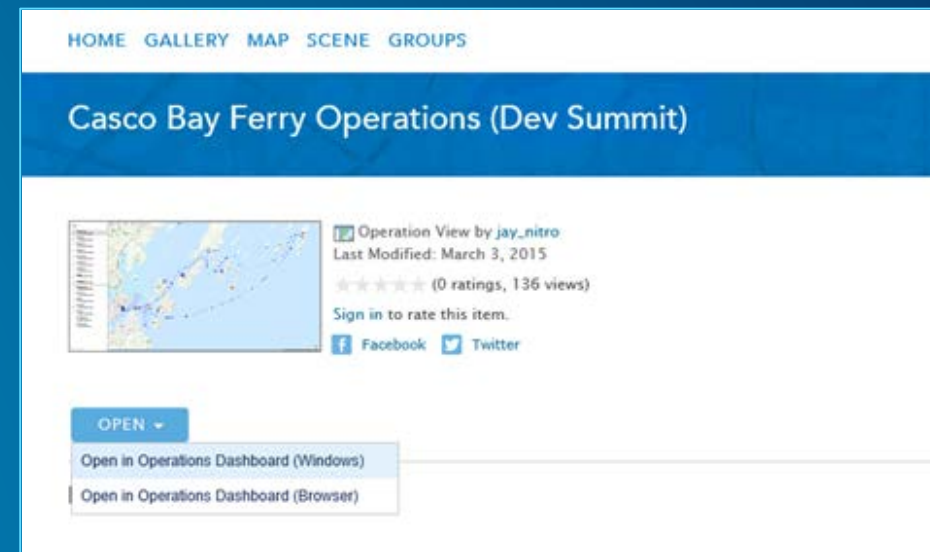 HOME GALLERY MAP SCENE GROUPS
Casco Bay Ferry Operations (Dev Summit)
Operation View by jay_nitro
Last Modified: March 3, 2015
(0 ratings, 136 views)
Sign in to rate this item.
Facebook Twitter
OPEN
Open in Operations Dashboard (Windows)
Open in Operations Dashboard (Browser)